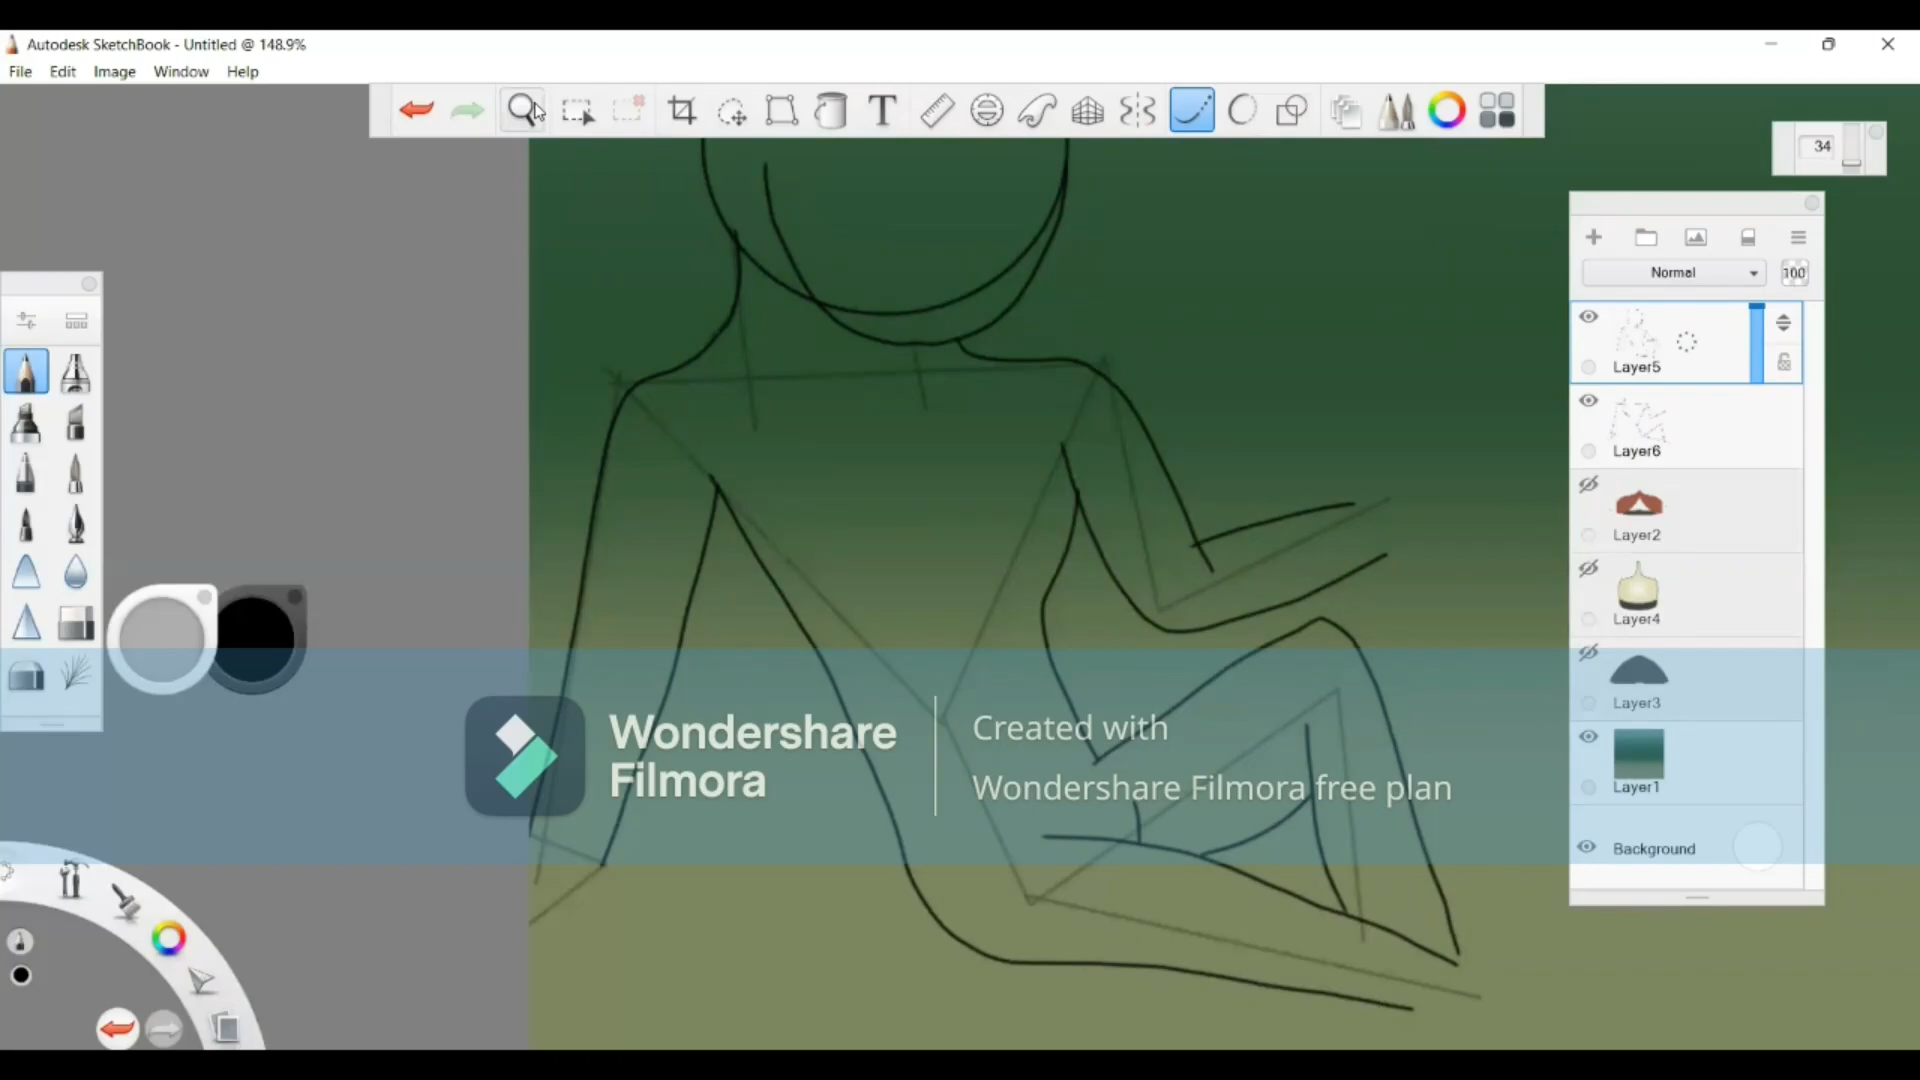 Autodesk SketchBook - Untitled @ 148.9%
File Edit Image Window Help
T
34
Normal
100
Layer5
Layer6
Layer2
Layer4
Layer3
Layer1
Background
Wondershare
Filmora
Created with
Wondershare Filmora free plan